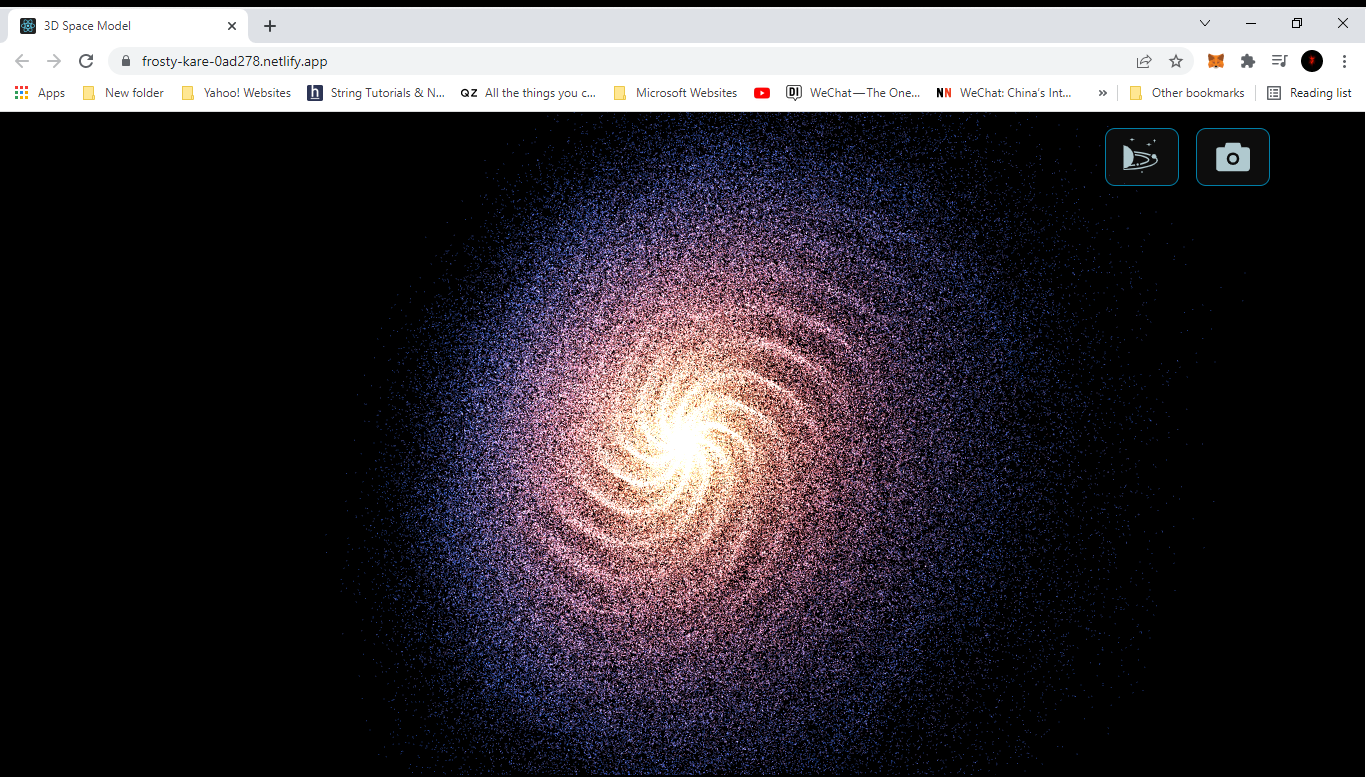 3D Space Model
frosty-kare-0ad278.netlify.app
Apps New folder Yahoo! Websites h String Tutorials & N... QZ All the things you c... Microsoft Websites DI WeChat — The One... NN WeChat: China's Int... » Other bookmarks Reading list